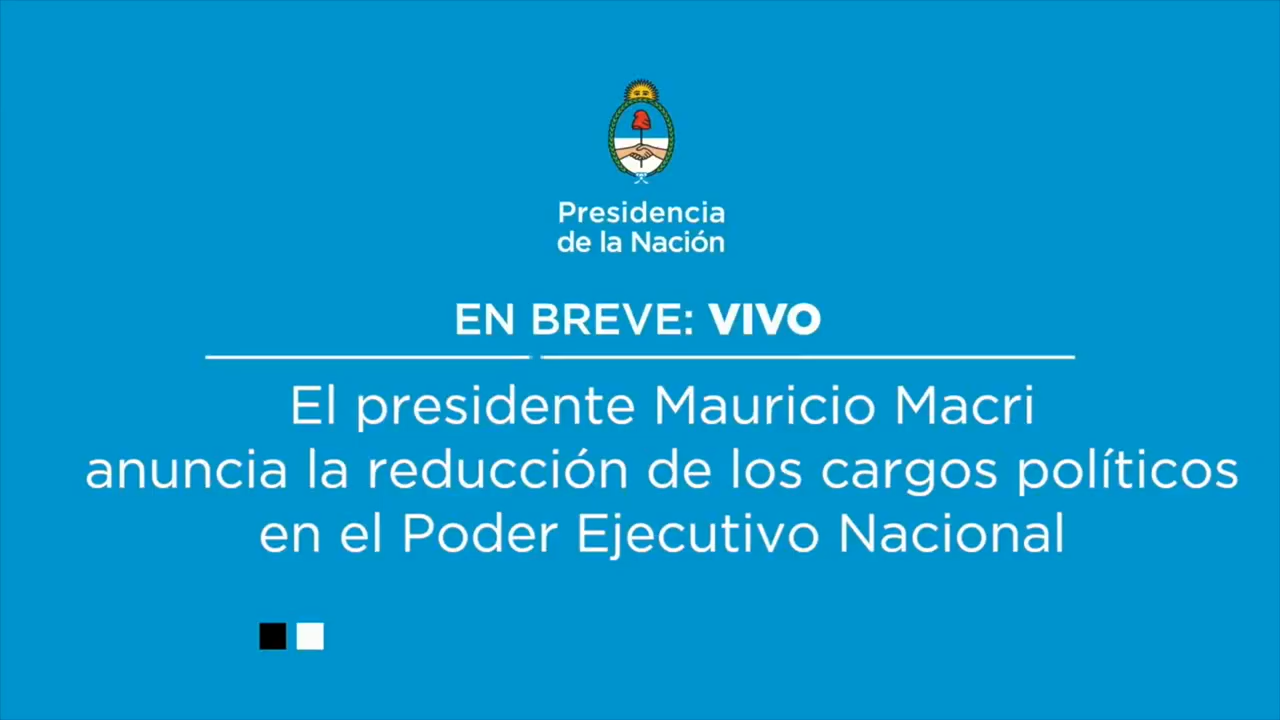 Presidencia
de la Nación
EN BREVE: VIVO
El presidente Mauricio Macri
anuncia la reducción de los cargos políticos
en el Poder Ejecutivo Nacional